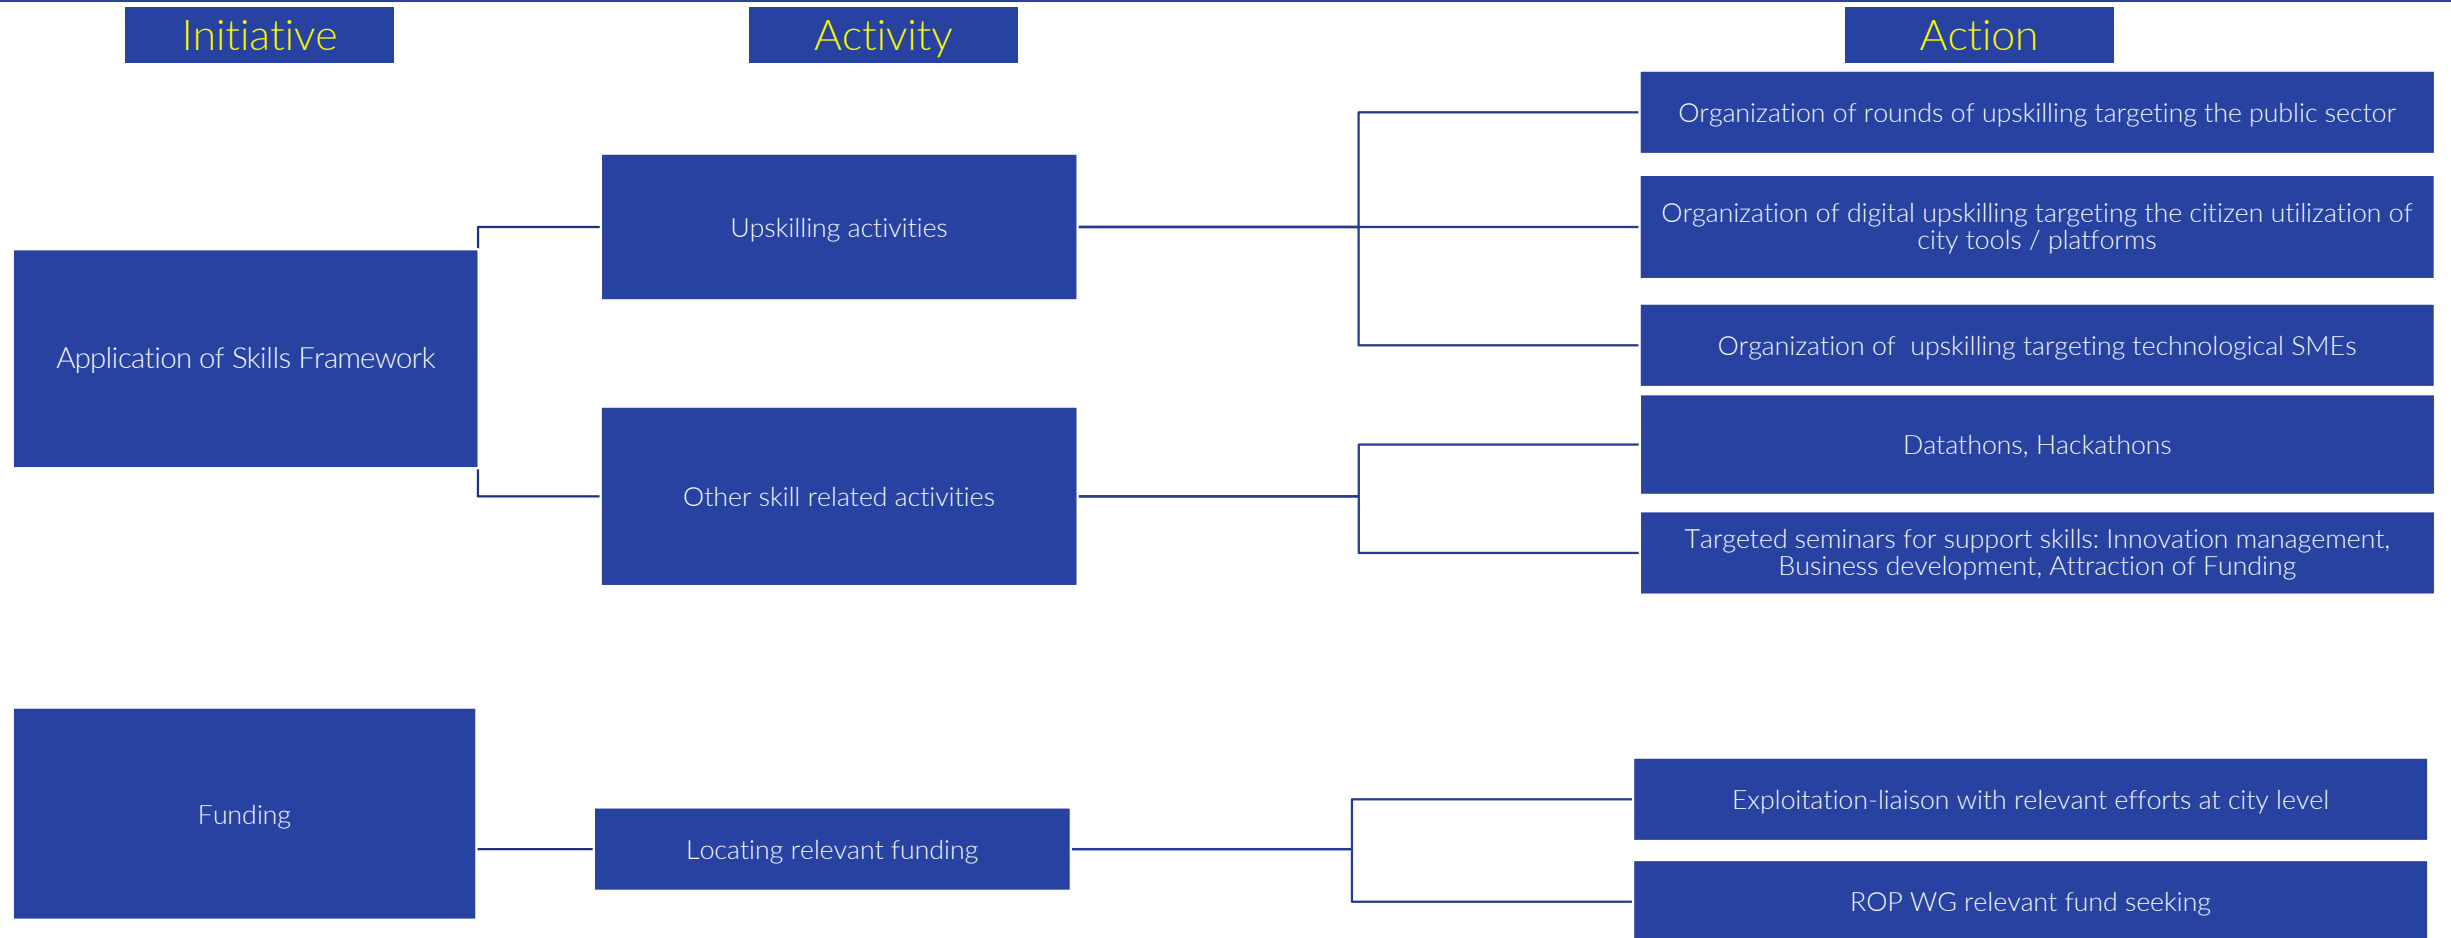 Initiative
Activity
Action
Application of Skills Framework
Upskilling activities
Organization of rounds of upskilling targeting the public sector
Organization of digital upskilling targeting the citizen utilization of
city tools / platforms
Organization of  upskilling targeting technological SMEs
Other skill related activities
Datathons, Hackathons
Targeted seminars for support skills: Innovation management,
Business development, Attraction of Funding
Funding
Locating relevant funding
Exploitation-liaison with relevant efforts at city level
ROP WG relevant fund seeking